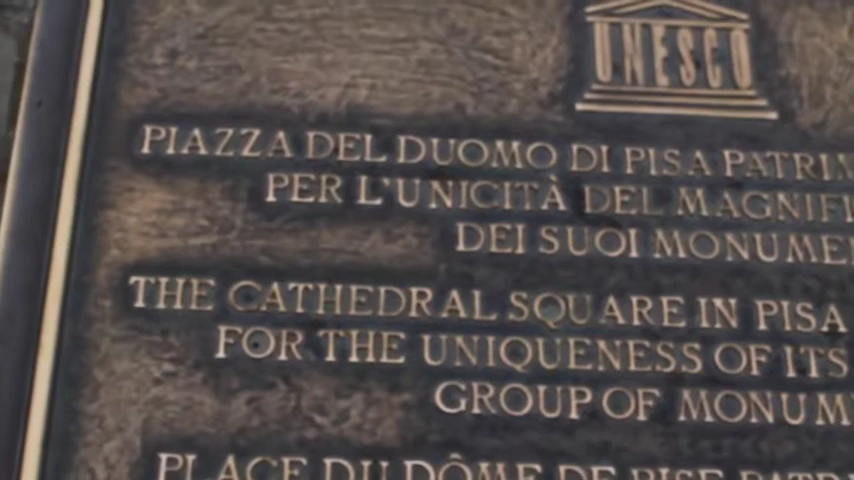 UNESCO
PIAZZA DEL DUOMO DI PISA PATRIM
PER L'UNICITÀ DEL MAGNIFI
DEI SUOI MONUME
THE CATHEDRAL SQUARE IN PISA
FOR THE UNIQUENESS OF ITS
GROUP OF MONUM
PLACE DU DÔME DE PISE PATR